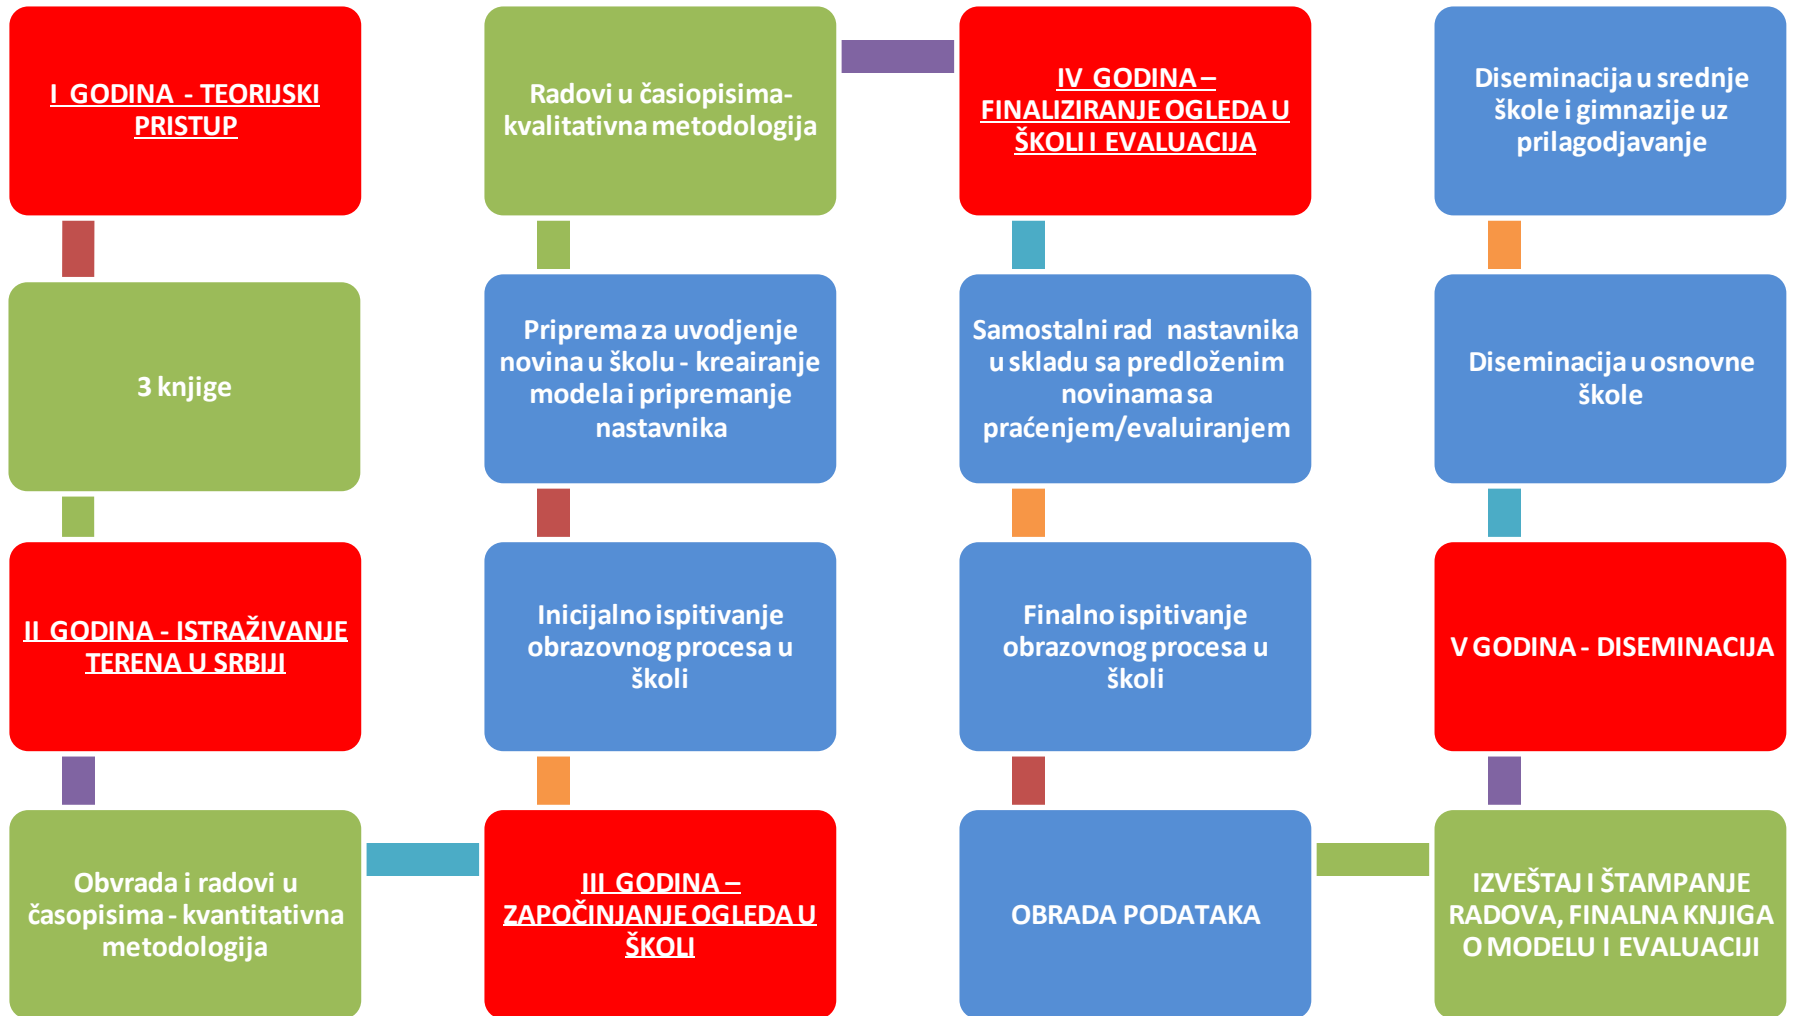 I GODINA - TEORIJSKI
PRISTUP
3 knjige
II GODINA - ISTRAŽIVANJE
TERENA U SRBIJI
Obvrada i radovi u
časopisima - kvantitativna
metodologija
III GODINA –
ZAPOČINJANJE OGLEDA U
ŠKOLI
Inicijalno ispitivanje
obrazovnog procesa u
školi
Priprema za uvodjenje
novina u školu - kreairanje
modela i pripremanje
nastavnika
Radovi u časiopisima-
kvalitativna metodologija
IV GODINA –
FINALIZIRANJE OGLEDA U
ŠKOLI I EVALUACIJA
Samostalni rad nastavnika
u skladu sa predloženim
novinama sa
praćenjem/evaluiranjem
Finalno ispitivanje
obrazovnog procesa u
školi
OBRADA PODATAKA
IZVEŠTAJ I ŠTAMPANJE
RADOVA, FINALNA KNJIGA
O MODELU I EVALUACIJI
V GODINA - DISEMINACIJA
Diseminacija u osnovne
škole
Diseminacija u srednje
škole i gimnazije uz
prilagodjavanje